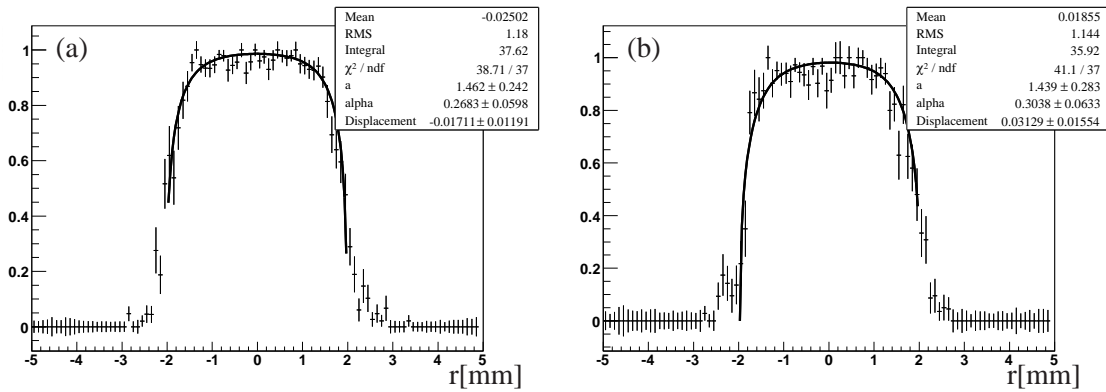 (a)
Mean -0.02502
RMS 1.18
Integral 37.62
χ² / ndf 38.71 / 37
a 1.462 ± 0.242
alpha 0.2683 ± 0.0598
Displacement -0.01711 ± 0.01191
1
0.8
0.6
0.4
0.2
0
-5 -4 -3 -2 -1 0 1 2 3 4 5
r[mm]
(b)
Mean 0.01855
RMS 1.144
Integral 35.92
χ² / ndf 41.1 / 37
a 1.439 ± 0.283
alpha 0.3038 ± 0.0633
Displacement 0.03129 ± 0.01554
1
0.8
0.6
0.4
0.2
0
-5 -4 -3 -2 -1 0 1 2 3 4 5
r[mm]